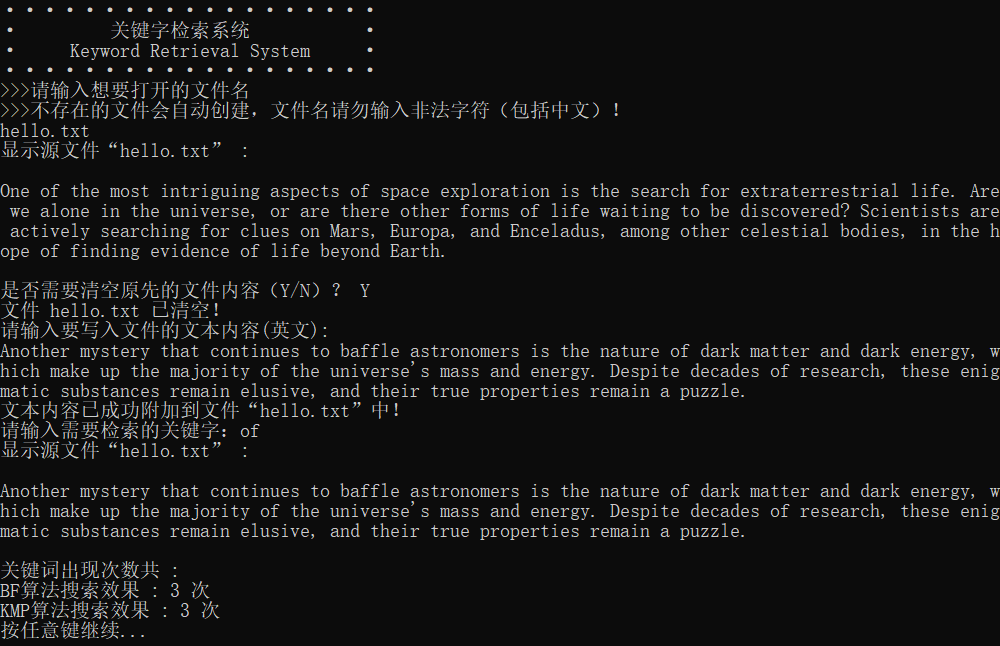 关键字检索系统
Keyword Retrieval System
>>>请输入想要打开的文件名
>>>不存在的文件会自动创建，文件名请勿输入非法字符（包括中文）！
hello.txt
显示源文件“hello.txt” :
One of the most intriguing aspects of space exploration is the search for extraterrestrial life. Are
we alone in the universe, or are there other forms of life waiting to be discovered? Scientists are
actively searching for clues on Mars, Europa, and Enceladus, among other celestial bodies, in the h
ope of finding evidence of life beyond Earth.
是否需要清空原先的文件内容（Y/N）？ Y
文件 hello.txt 已清空！
请输入要写入文件的文本内容(英文):
Another mystery that continues to baffle astronomers is the nature of dark matter and dark energy, w
hich make up the majority of the universe's mass and energy. Despite decades of research, these enig
matic substances remain elusive, and their true properties remain a puzzle.
文本内容已成功附加到文件“hello.txt”中！
请输入需要检索的关键字：of
显示源文件“hello.txt” :
Another mystery that continues to baffle astronomers is the nature of dark matter and dark energy, w
hich make up the majority of the universe's mass and energy. Despite decades of research, these enig
matic substances remain elusive, and their true properties remain a puzzle.
关键词出现次数共 :
BF算法搜索效果 : 3 次
KMP算法搜索效果 : 3 次
按任意键继续...